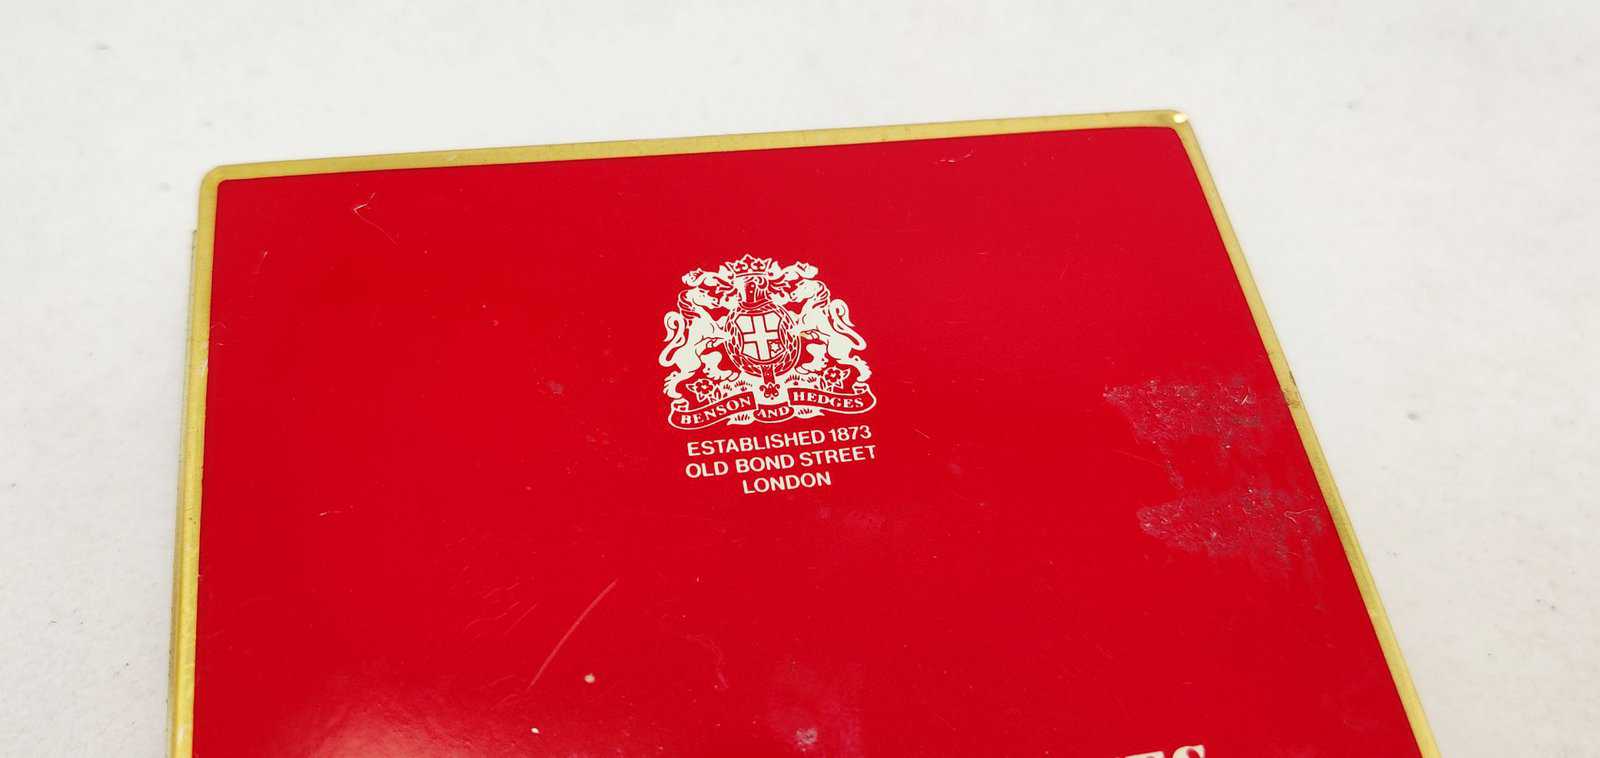 BENSON AND HEDGES
ESTABLISHED 1873
OLD BOND STREET
LONDON